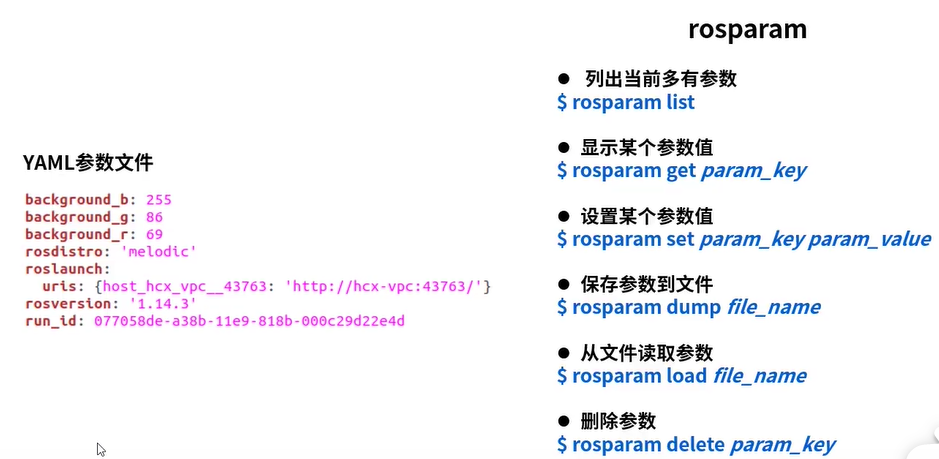 rosparam
● 列出当前多有参数
$ rosparam list
● 显示某个参数值
$ rosparam get param_key
● 设置某个参数值
$ rosparam set param_key param_value
● 保存参数到文件
$ rosparam dump file_name
● 从文件读取参数
$ rosparam load file_name
● 删除参数
$ rosparam delete param_key
YAML参数文件
background_b: 255
background_g: 86
background_r: 69
rosdistro: 'melodic'
roslaunch:
  uris: {host_hcx_vpc__43763: 'http://hcx-vpc:43763/'}
rosversion: '1.14.3'
run_id: 077058de-a38b-11e9-818b-000c29d22e4d